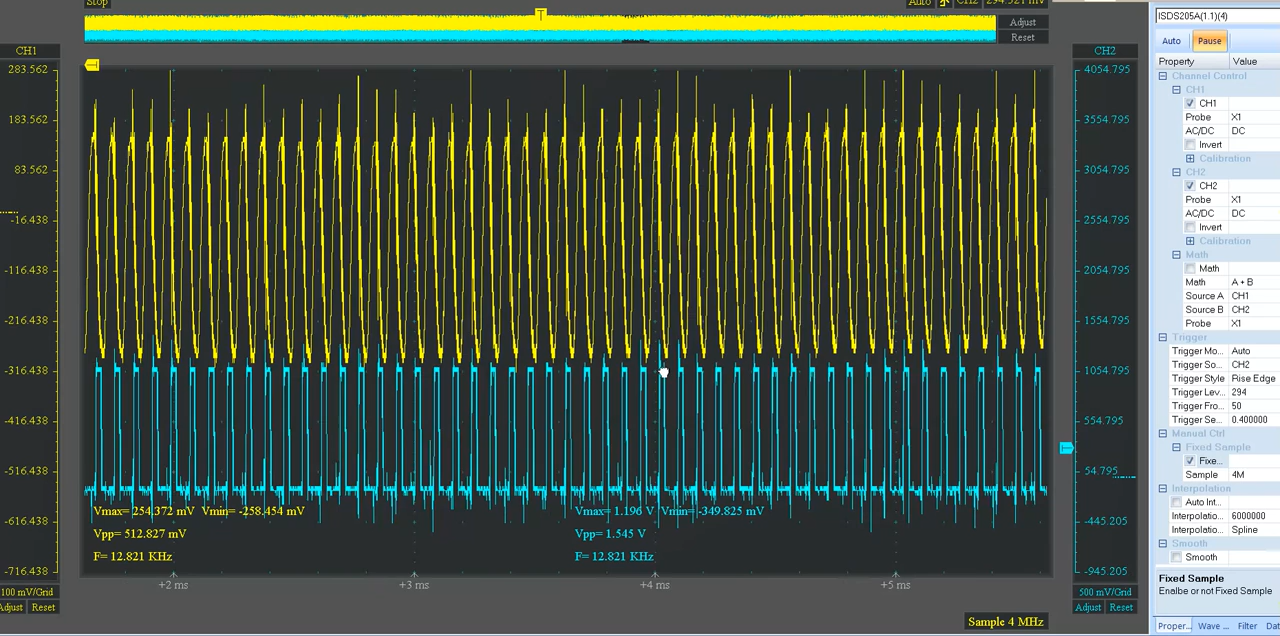 Stop
T
Auto CH2 294.321 mV
Adjust
Reset
CH1
283.562
183.562
83.562
-16.438
-116.438
-216.438
-316.438
-416.438
-516.438
-616.438
-716.438
100 mV/Grid
Adjust Reset
Vmax= 254.372 mV Vmin= -258.454 mV
Vpp= 512.827 mV
F= 12.821 KHz
Vmax= 1.196 V Vmin= -349.825 mV
Vpp= 1.545 V
F= 12.821 KHz
+2 ms
+3 ms
+4 ms
+5 ms
Sample 4 MHz
CH2
4054.795
3554.795
3054.795
2554.795
2054.795
1554.795
1054.795
554.795
54.795
-445.205
-945.205
500 mV/Grid
Adjust Reset
ISDS205A(1.1)(4)
Auto Pause
Property Value
Channel Control
CH1
CH1
Probe X1
AC/DC DC
Invert
Calibration
CH2
CH2
Probe X1
AC/DC DC
Invert
Calibration
Math
Math
Math A + B
Source A CH1
Source B CH2
Probe X1
Trigger
Trigger Mo... Auto
Trigger So... CH2
Trigger Style Rise Edge
Trigger Lev... 294
Trigger Fro... 50
Trigger Se... 0.400000
Manual Ctrl
Fixed Sample
Fixe...
Sample 4M
Interpolation
Auto Int...
Interpolatio... 6000000
Interpolatio... Spline
Smooth
Smooth
Fixed Sample
Enalbe or not Fixed Sample
Proper... Wave ... Filter Dat